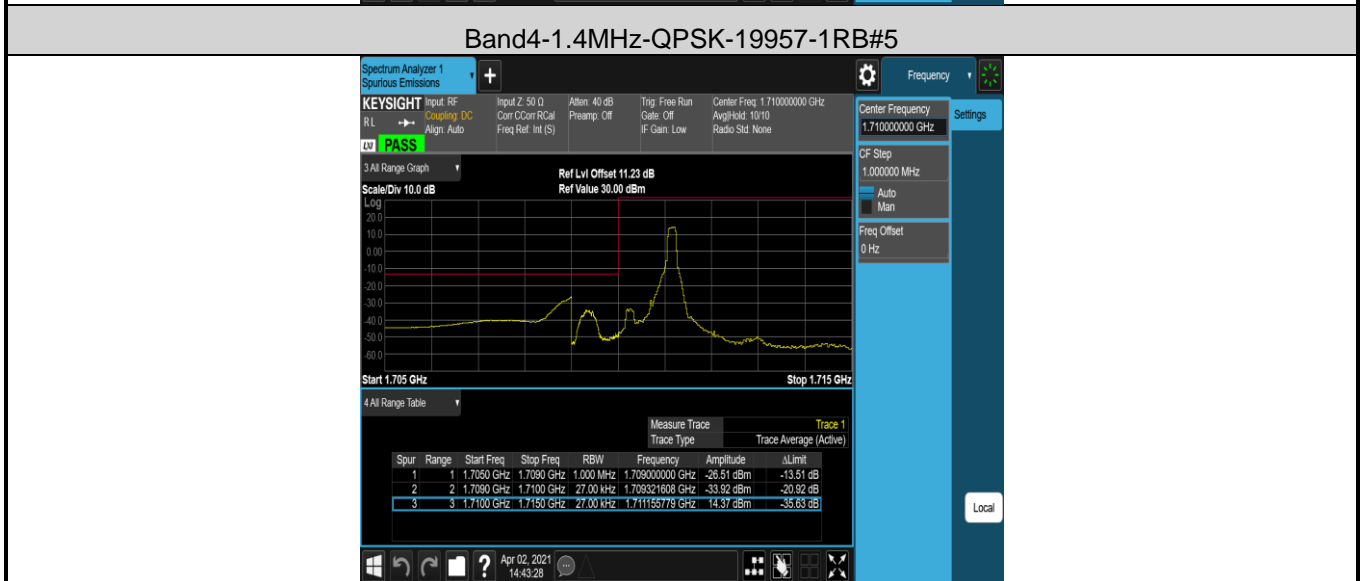 Band4-1.4MHz-QPSK-19957-1RB#5
Spectrum Analyzer 1
Spurious Emissions
+
Frequency
KEYSIGHT
RL
LXI PASS
Input: RF
Coupling: DC
Align: Auto
Input Z: 50 Ω
Corr CCorr RCal
Freq Ref: Int (S)
Atten: 40 dB
Preamp: Off
Trig: Free Run
Gate: Off
IF Gain: Low
Center Freq: 1.710000000 GHz
Avg|Hold: 10/10
Radio Std: None
Center Frequency
1.710000000 GHz
Settings
CF Step
1.000000 MHz
Auto
Man
Freq Offset
0 Hz
3 All Range Graph
Scale/Div 10.0 dB
Ref Lvl Offset 11.23 dB
Ref Value 30.00 dBm
Log
20.0
10.0
0.00
-10.0
-20.0
-30.0
-40.0
-50.0
-60.0
Start 1.705 GHz Stop 1.715 GHz
4 All Range Table
Measure Trace Trace 1
Trace Type Trace Average (Active)
Spur Range Start Freq Stop Freq RBW Frequency Amplitude ΔLimit
1 1 1.7050 GHz 1.7090 GHz 1.000 MHz 1.709000000 GHz -26.51 dBm -13.51 dB
2 2 1.7090 GHz 1.7100 GHz 27.00 kHz 1.709321608 GHz -33.92 dBm -20.92 dB
3 3 1.7100 GHz 1.7150 GHz 27.00 kHz 1.711155779 GHz 14.37 dBm -35.63 dB
Local
?
Apr 02, 2021
14:43:28